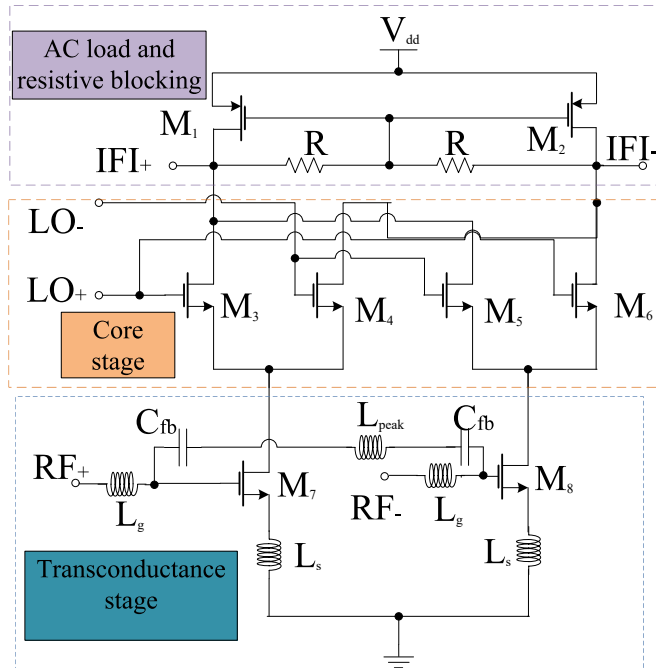 AC load and
resistive blocking
Vdd
M1
M2
R
R
IFI+
IFI-
LO-
LO+
M3
M4
M5
M6
Core
stage
Cfb
Lpeak
Cfb
RF+
Lg
M7
RF-
Lg
M8
Ls
Ls
Transconductance
stage